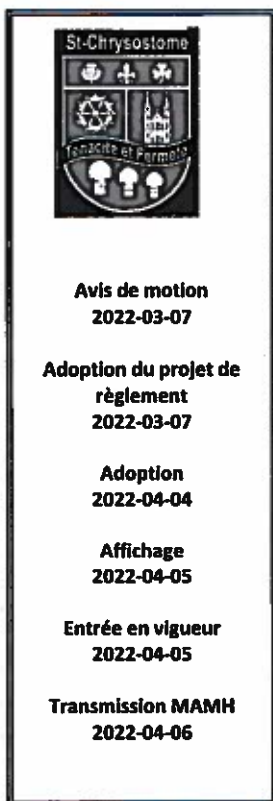 St-Chrysostome
Tenacité et Fermeté
Avis de motion
2022-03-07
Adoption du projet de
règlement
2022-03-07
Adoption
2022-04-04
Affichage
2022-04-05
Entrée en vigueur
2022-04-05
Transmission MAMH
2022-04-06